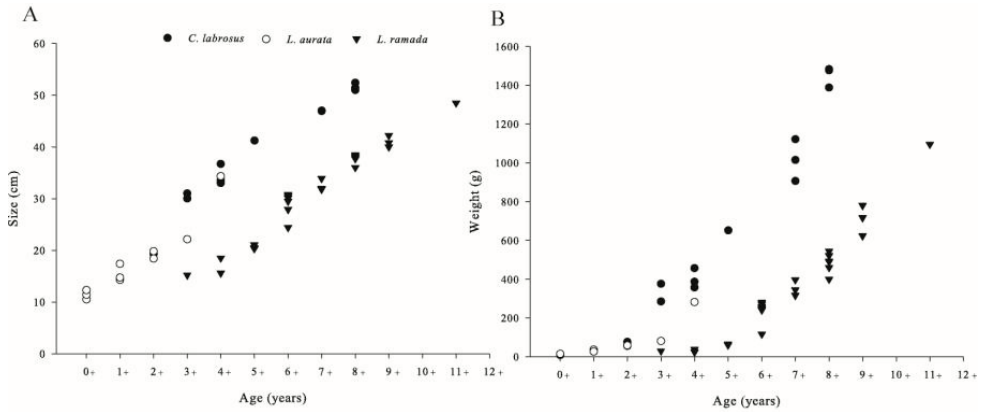 A
Size (cm)
60
50
40
30
20
10
0
C. labrosus L. aurata L. ramada
0+ 1+ 2+ 3+ 4+ 5+ 6+ 7+ 8+ 9+ 10+ 11+ 12+
Age (years)
B
Weight (g)
1600
1400
1200
1000
800
600
400
200
0
0+ 1+ 2+ 3+ 4+ 5+ 6+ 7+ 8+ 9+ 10+ 11+ 12+
Age (years)